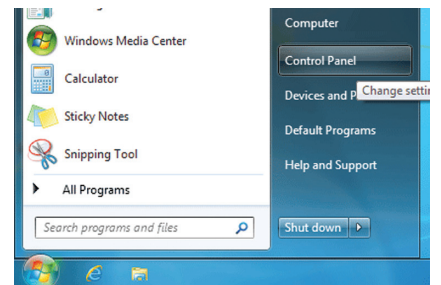 Windows Media Center
Calculator
Sticky Notes
Snipping Tool
All Programs
Search programs and files
Computer
Control Panel
Devices and P
Change settin
Default Programs
Help and Support
Shut down